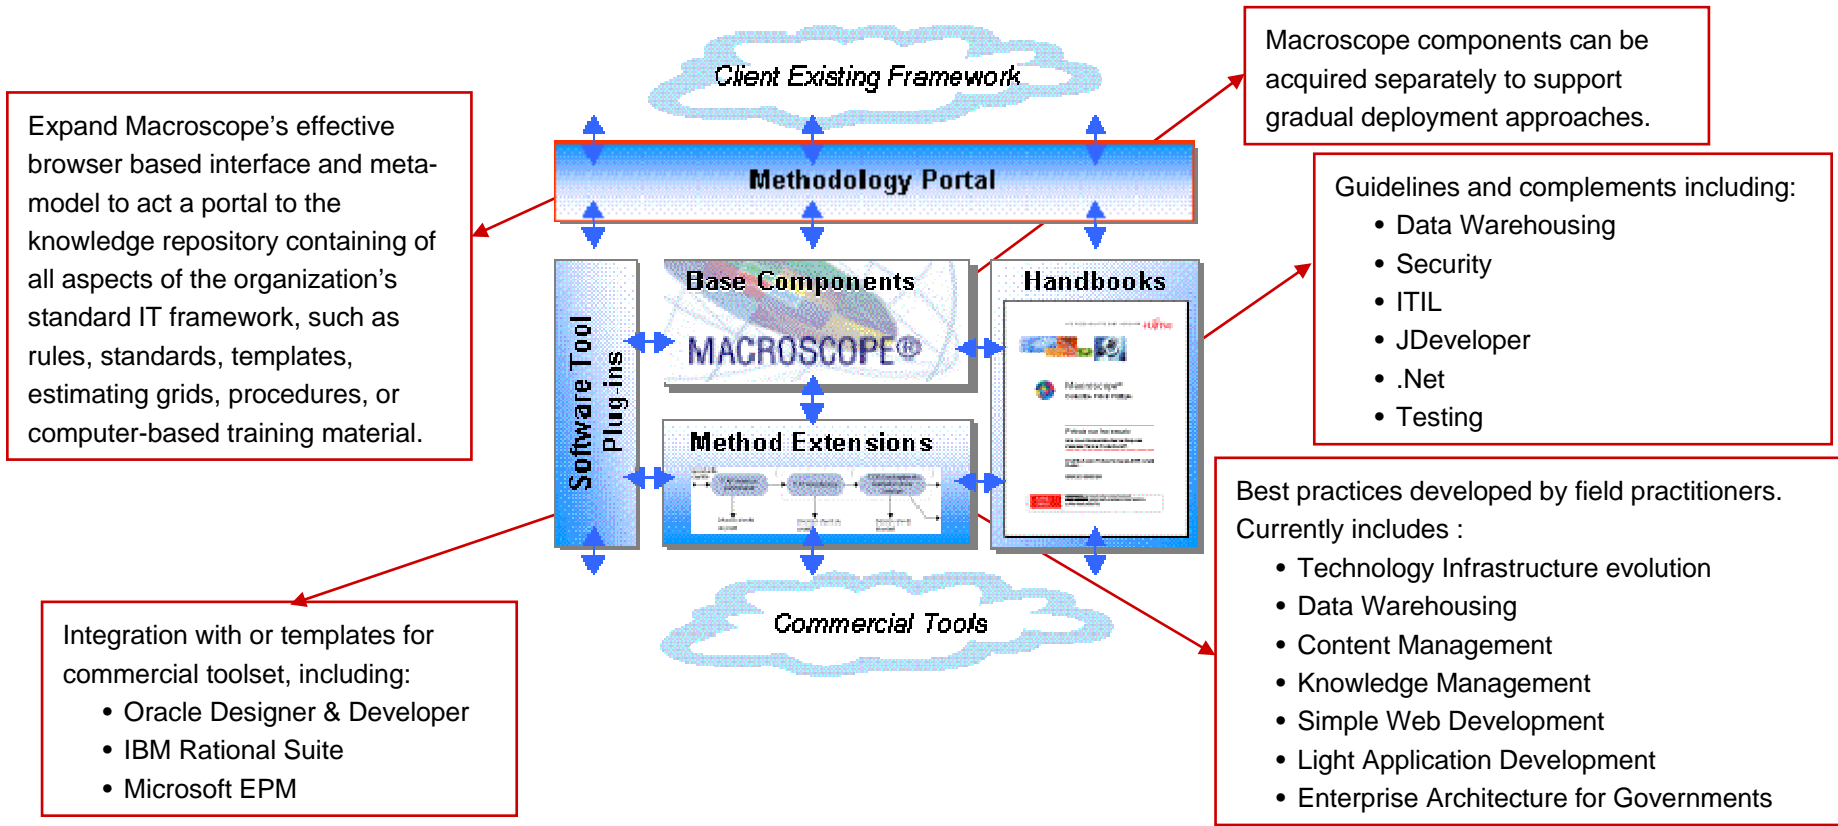 Client Existing Framework
Macroscope components can be
acquired separately to support
gradual deployment approaches.
Expand Macroscope's effective
browser based interface and meta-
model to act a portal to the
knowledge repository containing of
all aspects of the organization's
standard IT framework, such as
rules, standards, templates,
estimating grids, procedures, or
computer-based training material.
Methodology Portal
Guidelines and complements including:
• Data Warehousing
• Security
• ITIL
• JDeveloper
• .Net
• Testing
Software Tool
Plug-ins
Base Components
MACROSCOPE®
Handbooks
FUJITSU
Macroscope®
Method Extensions
Best practices developed by field practitioners.
Currently includes :
• Technology Infrastructure evolution
• Data Warehousing
• Content Management
• Knowledge Management
• Simple Web Development
• Light Application Development
• Enterprise Architecture for Governments
Commercial Tools
Integration with or templates for
commercial toolset, including:
• Oracle Designer & Developer
• IBM Rational Suite
• Microsoft EPM